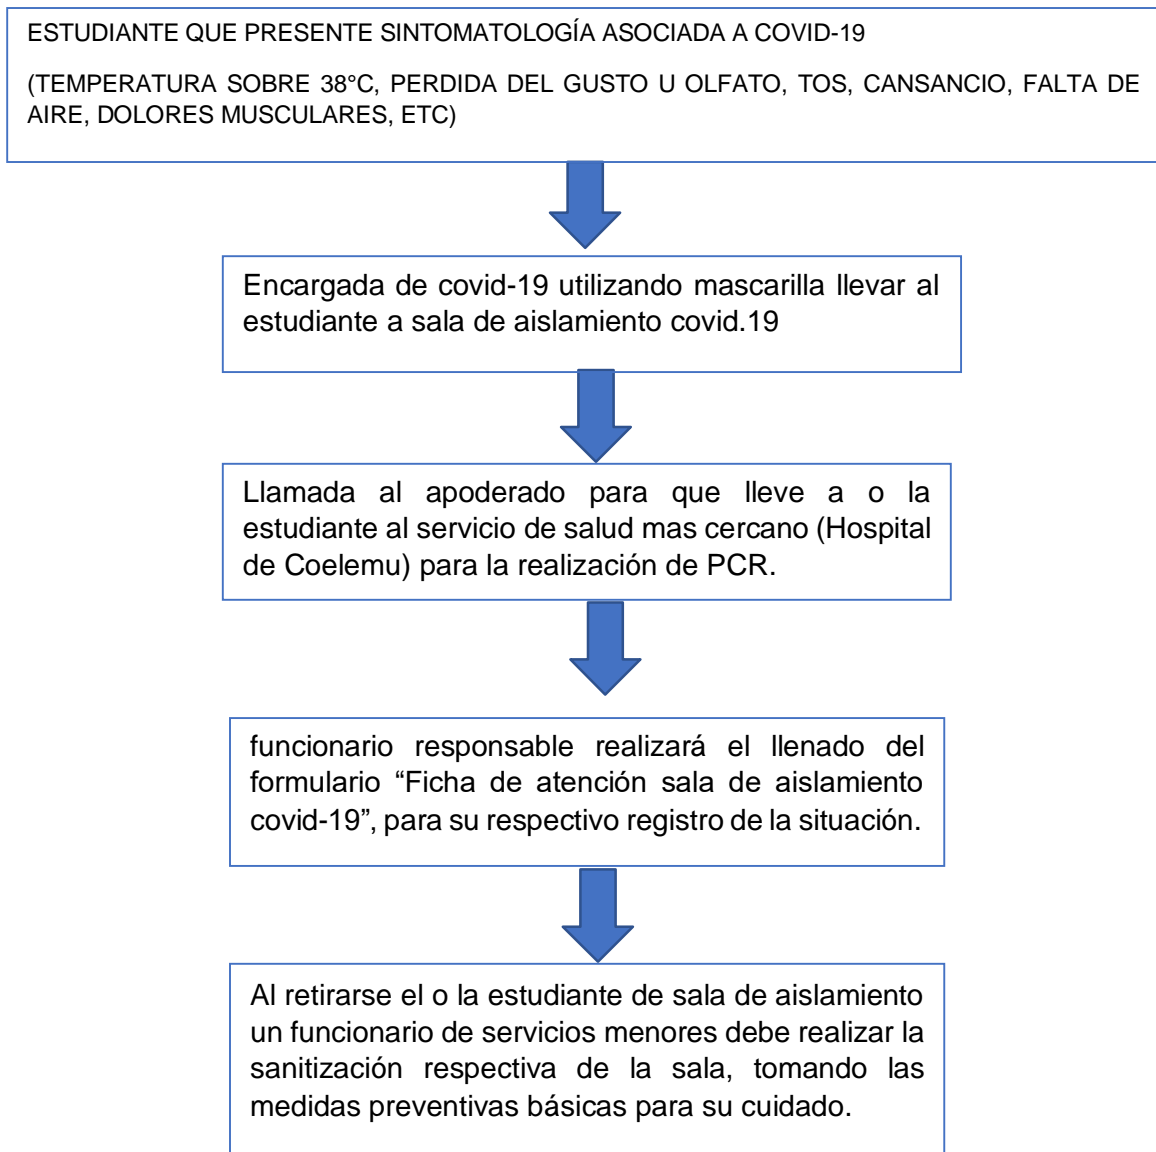 ESTUDIANTE QUE PRESENTE SINTOMATOLOGÍA ASOCIADA A COVID-19
(TEMPERATURA SOBRE 38°C, PERDIDA DEL GUSTO U OLFATO, TOS, CANSANCIO, FALTA DE
AIRE, DOLORES MUSCULARES, ETC)
Encargada de covid-19 utilizando mascarilla llevar al
estudiante a sala de aislamiento covid.19
Llamada al apoderado para que lleve a o la
estudiante al servicio de salud mas cercano (Hospital
de Coelemu) para la realización de PCR.
funcionario responsable realizará el llenado del
formulario “Ficha de atención sala de aislamiento
covid-19”, para su respectivo registro de la situación.
Al retirarse el o la estudiante de sala de aislamiento
un funcionario de servicios menores debe realizar la
sanitización respectiva de la sala, tomando las
medidas preventivas básicas para su cuidado.